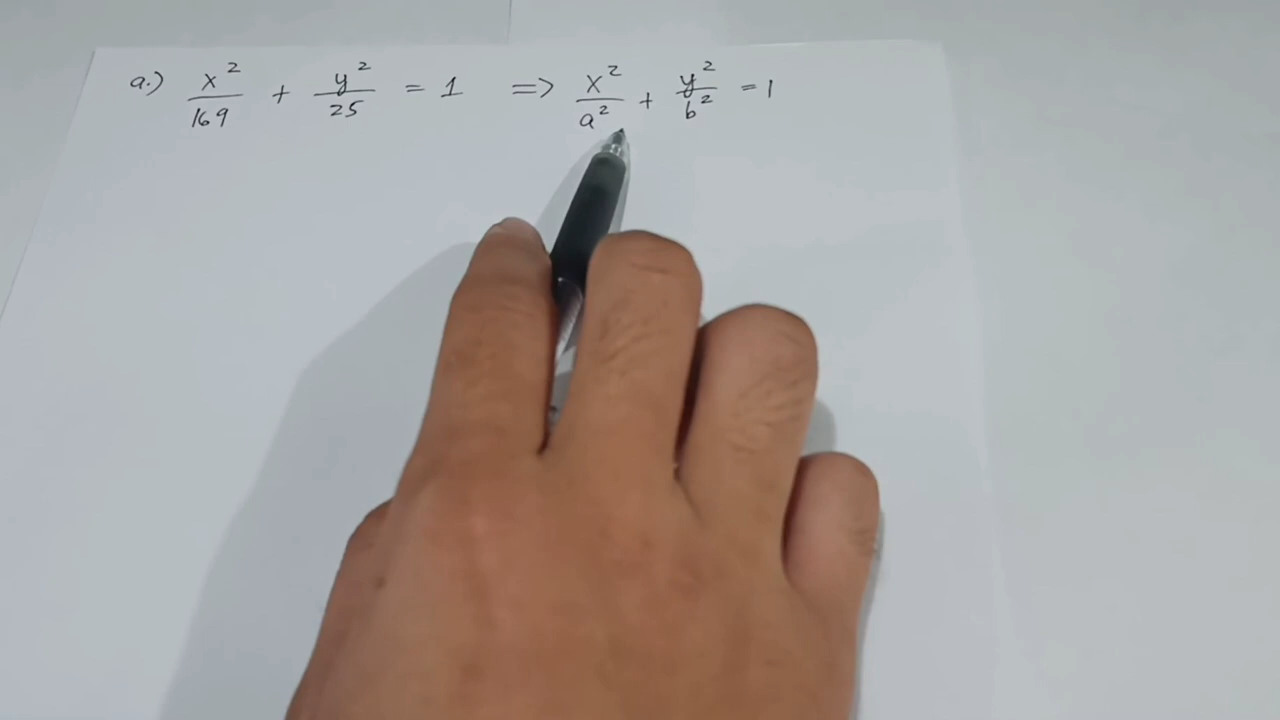 a.) x²/169 + y²/25 = 1 => x²/a² + y²/b² = 1